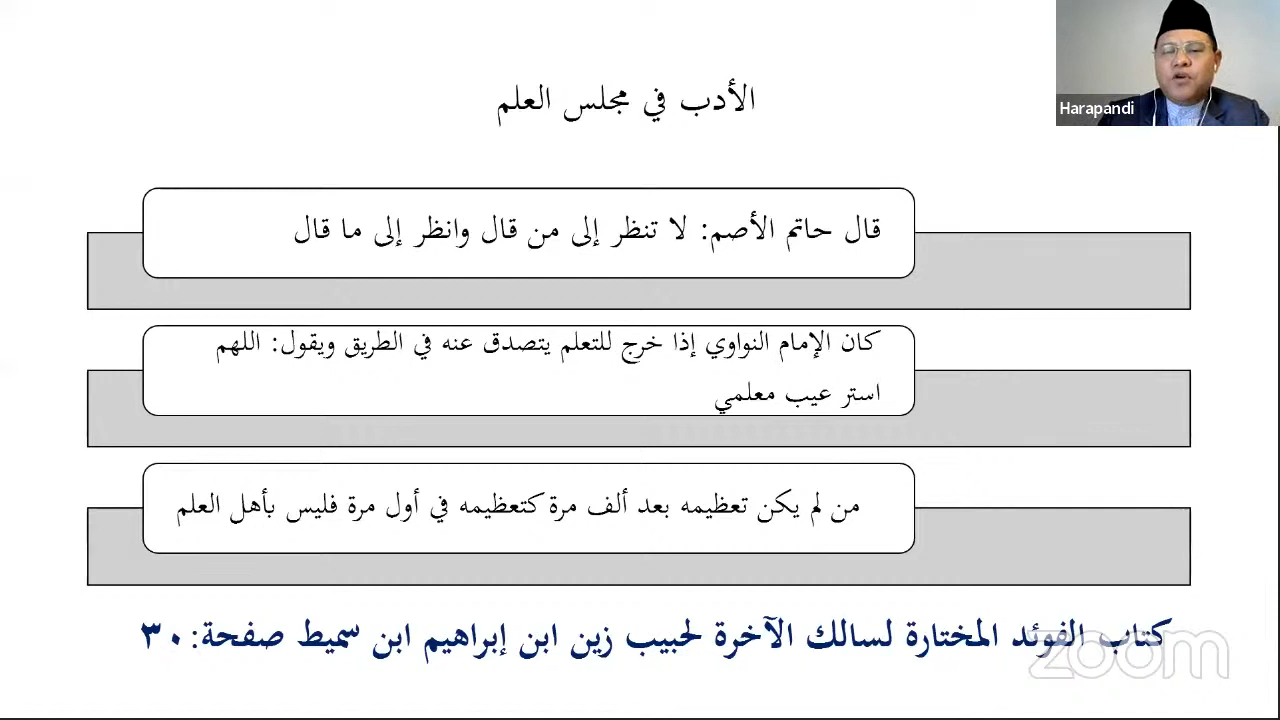 الأدب في مجلس العلم
Harapandi
قال حاتم الأصم: لا تنظر إلى من قال وانظر إلى ما قال
كان الإمام النواوي إذا خرج للتعلم يتصدق عنه في الطريق ويقول: اللهم
استر عيب معلمي
من لم يكن تعظيمه بعد ألف مرة كتعظيمه في أول مرة فليس بأهل العلم
كتاب الفوئد المختارة لسالك الآخرة لحبيب زين ابن إبراهيم ابن سميط صفحة: ٣٠
zoom